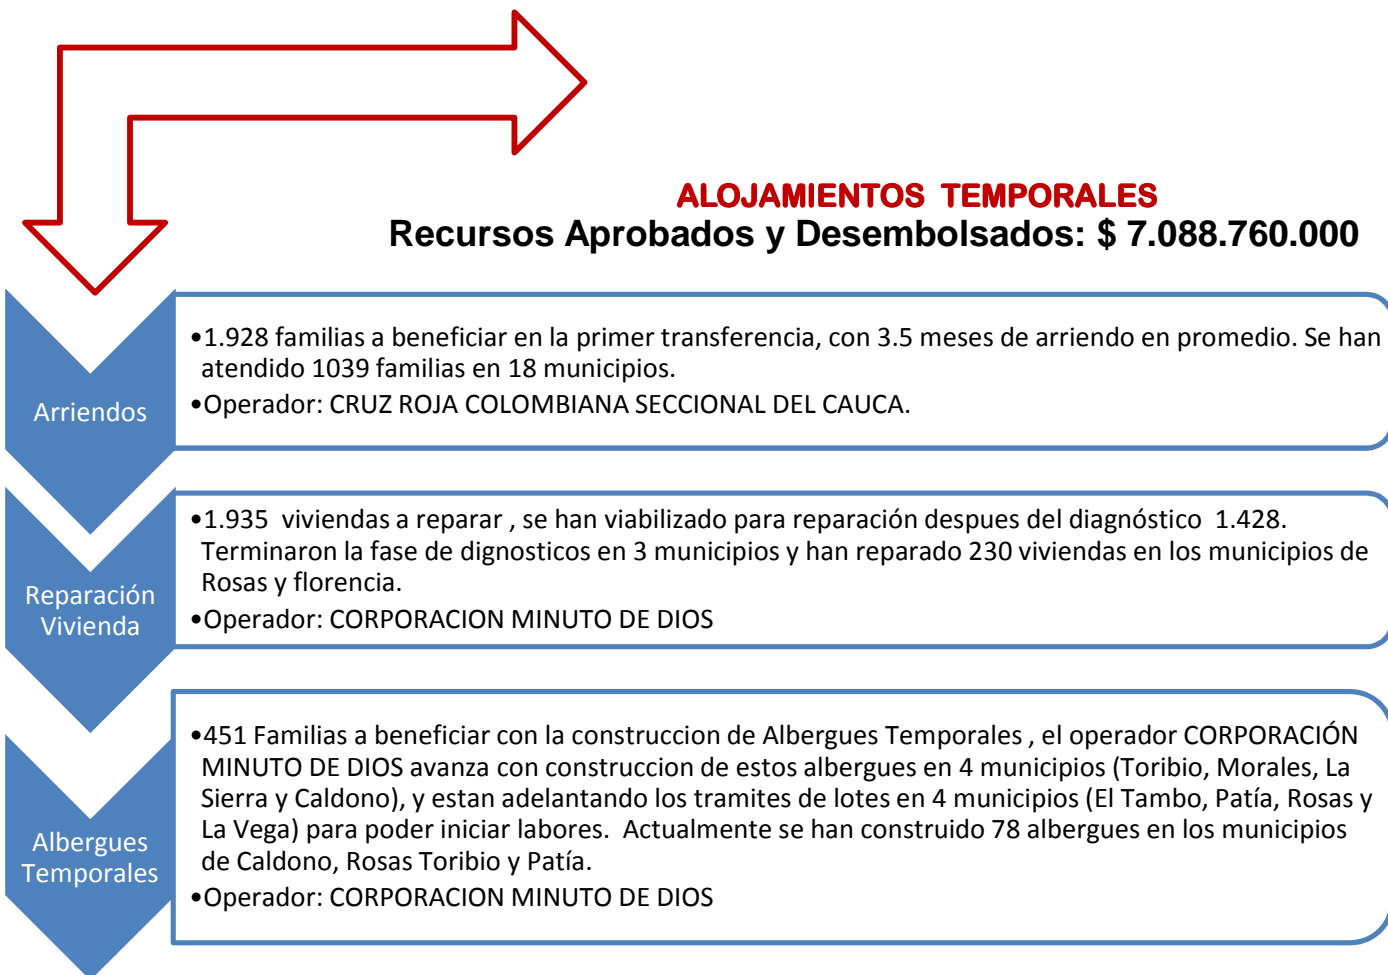 ALOJAMIENTOS TEMPORALES
Recursos Aprobados y Desembolsados: $ 7.088.760.000
Arriendos
•1.928 familias a beneficiar en la primer transferencia, con 3.5 meses de arriendo en promedio. Se han
atendido 1039 familias en 18 municipios.
•Operador: CRUZ ROJA COLOMBIANA SECCIONAL DEL CAUCA.
Reparación
Vivienda
•1.935 viviendas a reparar , se han viabilizado para reparación despues del diagnóstico 1.428.
Terminaron la fase de dignosticos en 3 municipios y han reparado 230 viviendas en los municipios de
Rosas y florencia.
•Operador: CORPORACION MINUTO DE DIOS
Albergues
Temporales
•451 Familias a beneficiar con la construccion de Albergues Temporales , el operador CORPORACIÓN
MINUTO DE DIOS avanza con construccion de estos albergues en 4 municipios (Toribio, Morales, La
Sierra y Caldono), y estan adelantando los tramites de lotes en 4 municipios (El Tambo, Patía, Rosas y
La Vega) para poder iniciar labores. Actualmente se han construido 78 albergues en los municipios
de Caldono, Rosas Toribio y Patía.
•Operador: CORPORACION MINUTO DE DIOS